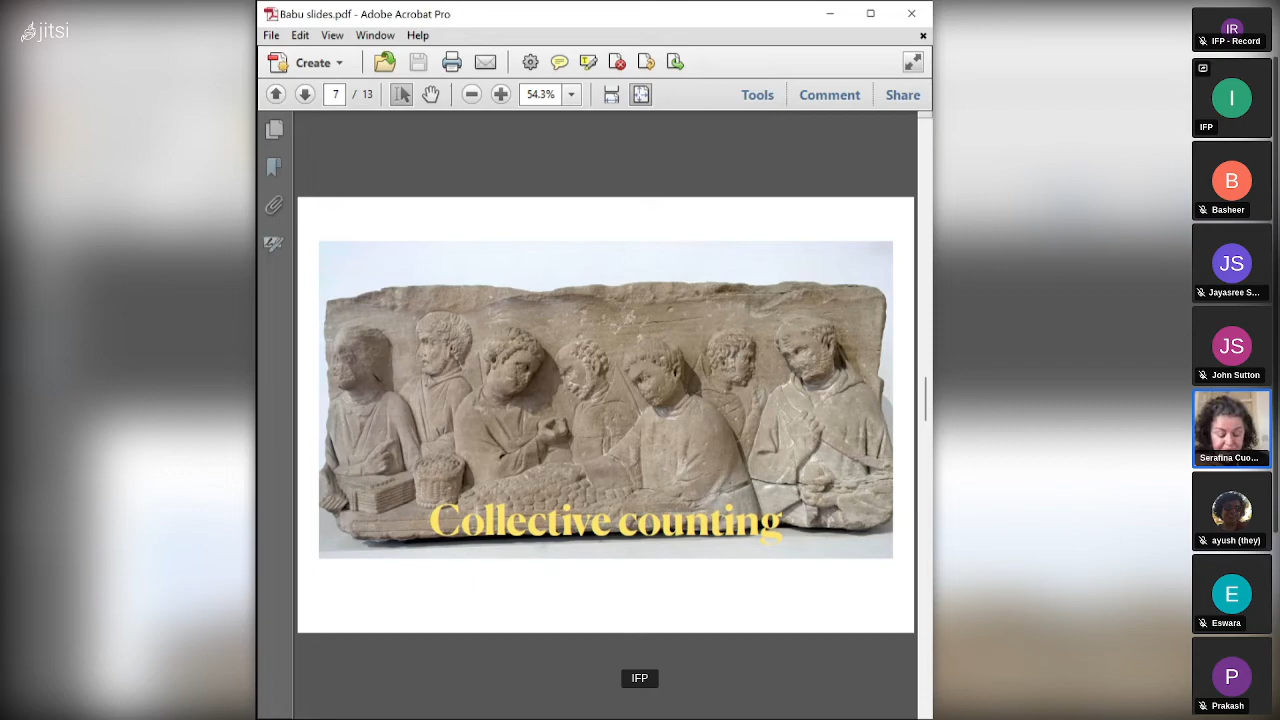 jitsi
Babu slides.pdf - Adobe Acrobat Pro
File Edit View Window Help
Create
7 / 13 54.3% Tools Comment Share
Collective counting
IFP
IR
IFP - Record
I
IFP
B
Basheer
JS
Jayasree S...
JS
John Sutton
Serafina Cuo...
ayush (they)
E
Eswara
P
Prakash